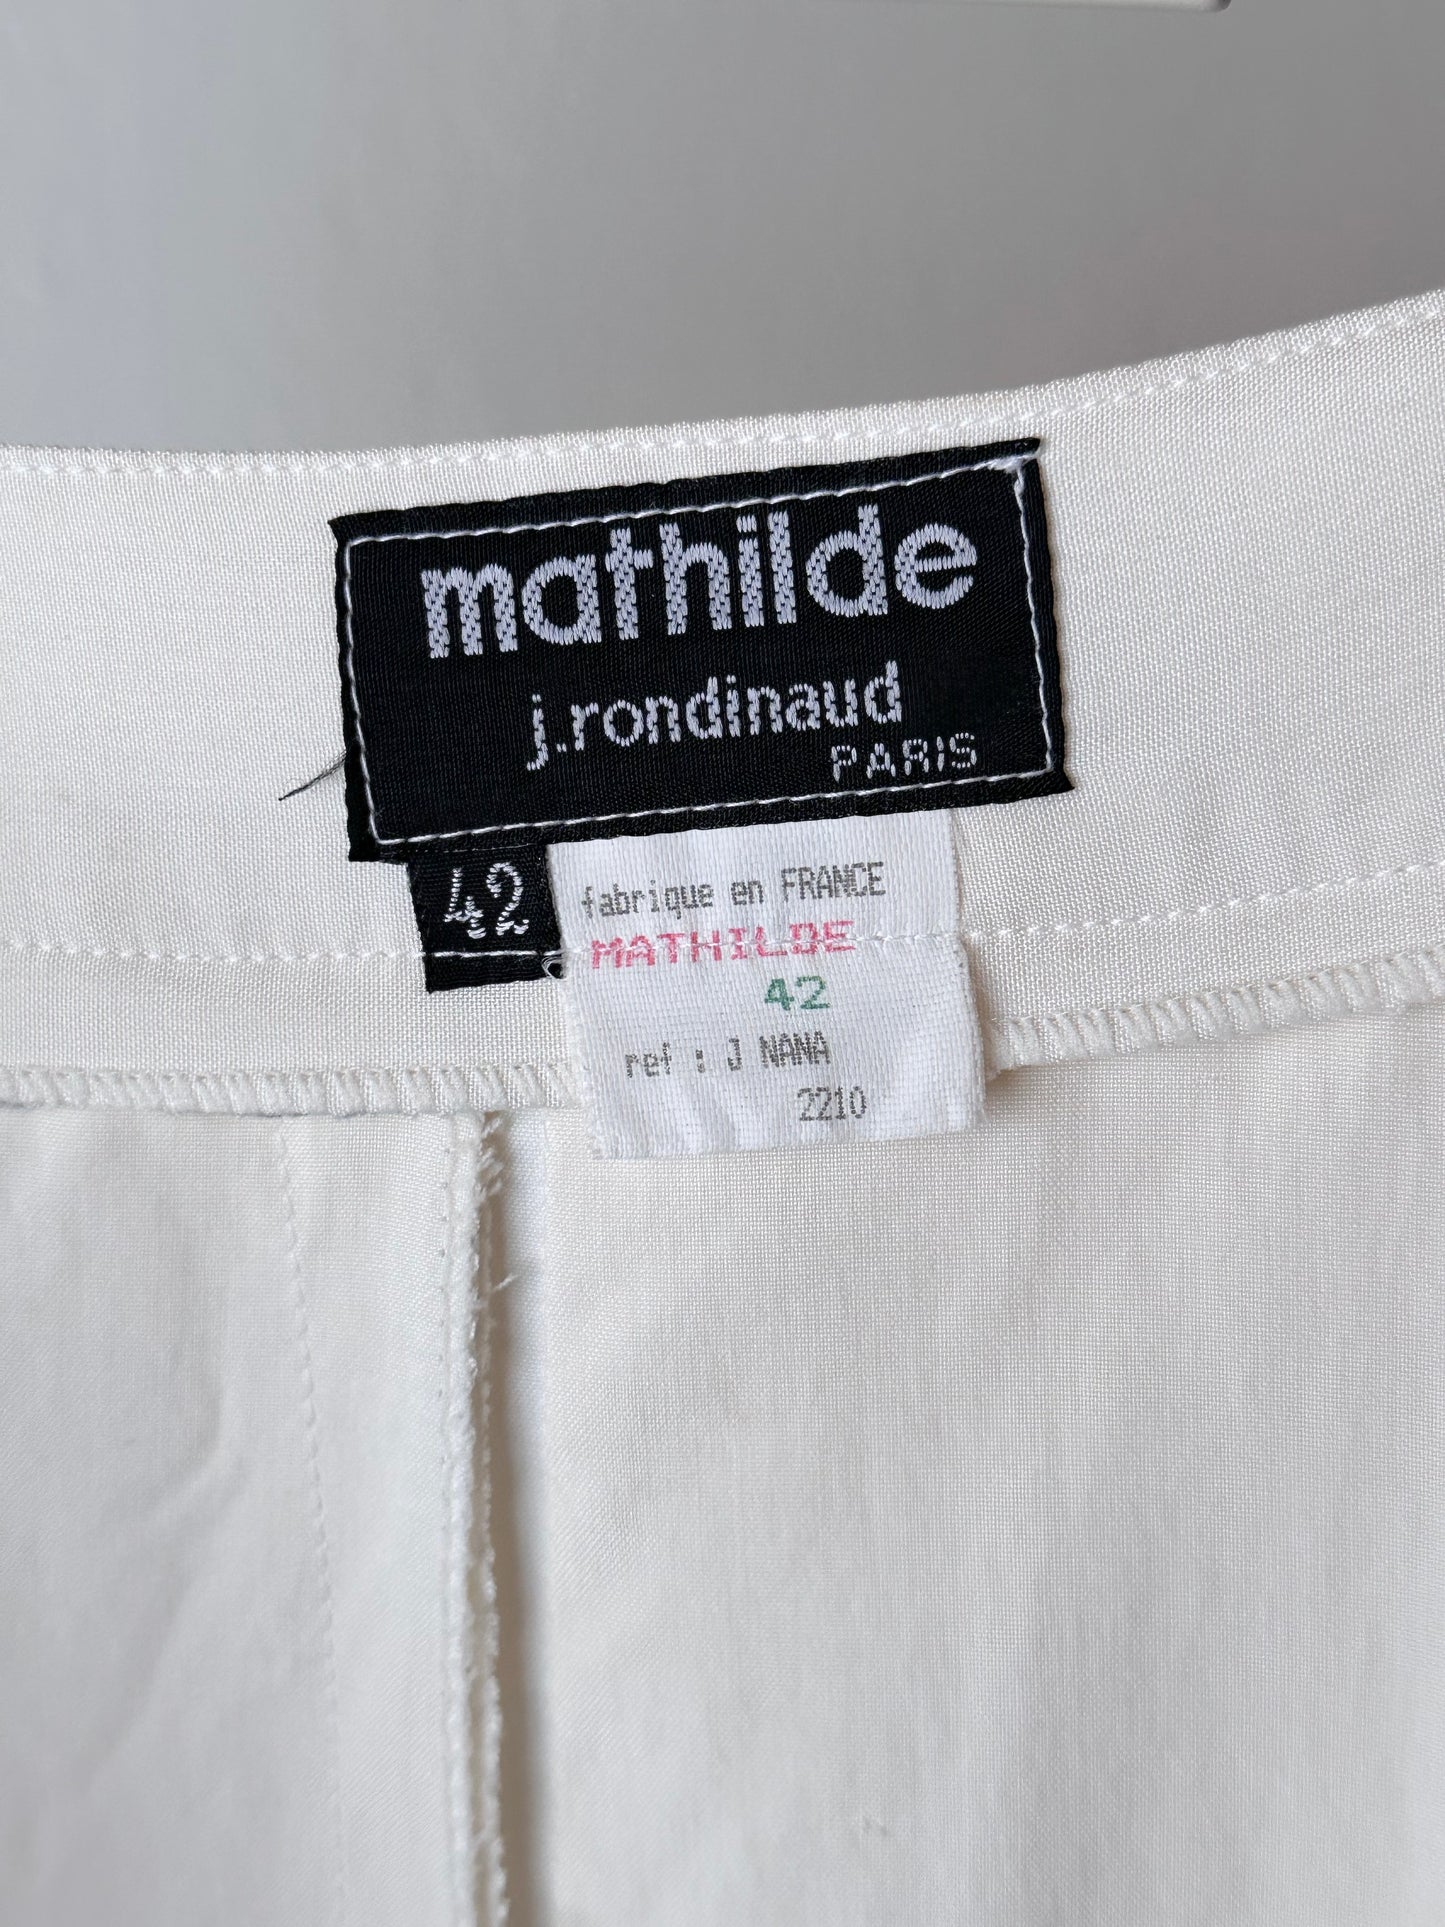 mathilde
j.rondinaud
PARIS
42
fabrique en FRANCE
MATHILDE
42
ref : J NANA
2210